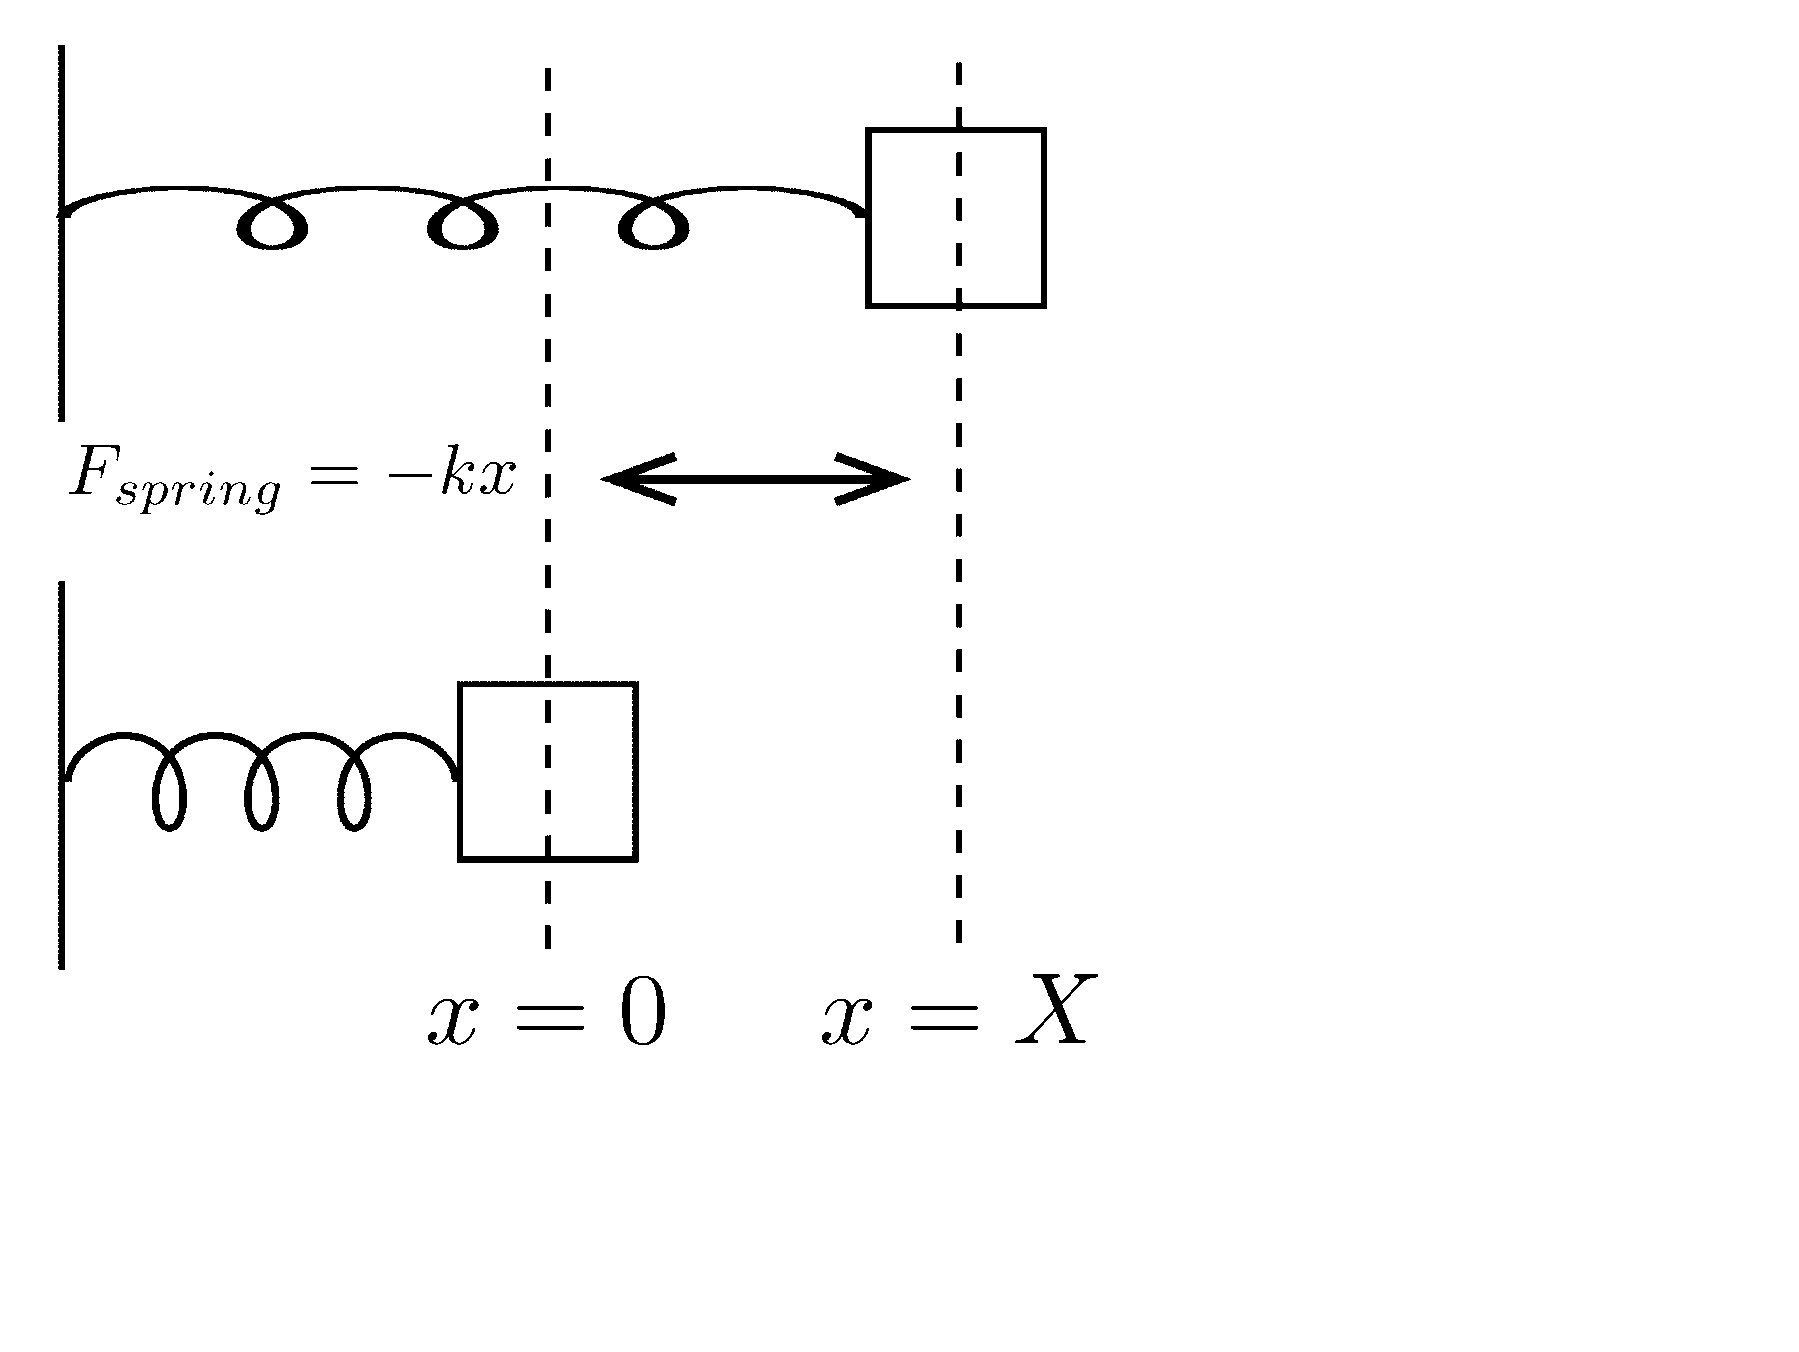 F_{spring} = -kx
x = 0
x = X